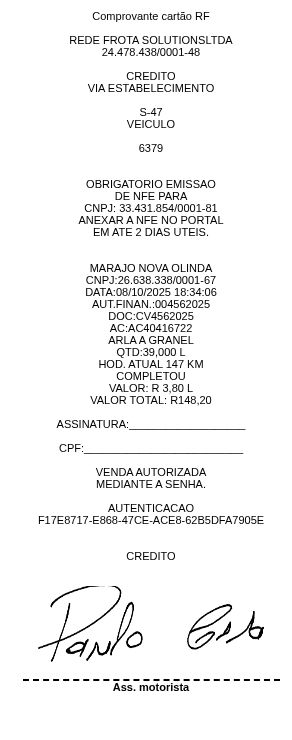 Comprovante cartão RF
REDE FROTA SOLUTIONSLTDA
24.478.438/0001-48
CREDITO
VIA ESTABELECIMENTO
S-47
VEICULO
6379
OBRIGATORIO EMISSAO
DE NFE PARA
CNPJ: 33.431.854/0001-81
ANEXAR A NFE NO PORTAL
EM ATE 2 DIAS UTEIS.
MARAJO NOVA OLINDA
CNPJ:26.638.338/0001-67
DATA:08/10/2025 18:34:06
AUT.FINAN.:004562025
DOC:CV4562025
AC:AC40416722
ARLA A GRANEL
QTD:39,000 L
HOD. ATUAL 147 KM
COMPLETOU
VALOR: R 3,80 L
VALOR TOTAL: R148,20
ASSINATURA:___________________
CPF:__________________________
VENDA AUTORIZADA
MEDIANTE A SENHA.
AUTENTICACAO
F17E8717-E868-47CE-ACE8-62B5DFA7905E
CREDITO
Paulo
Ass. motorista